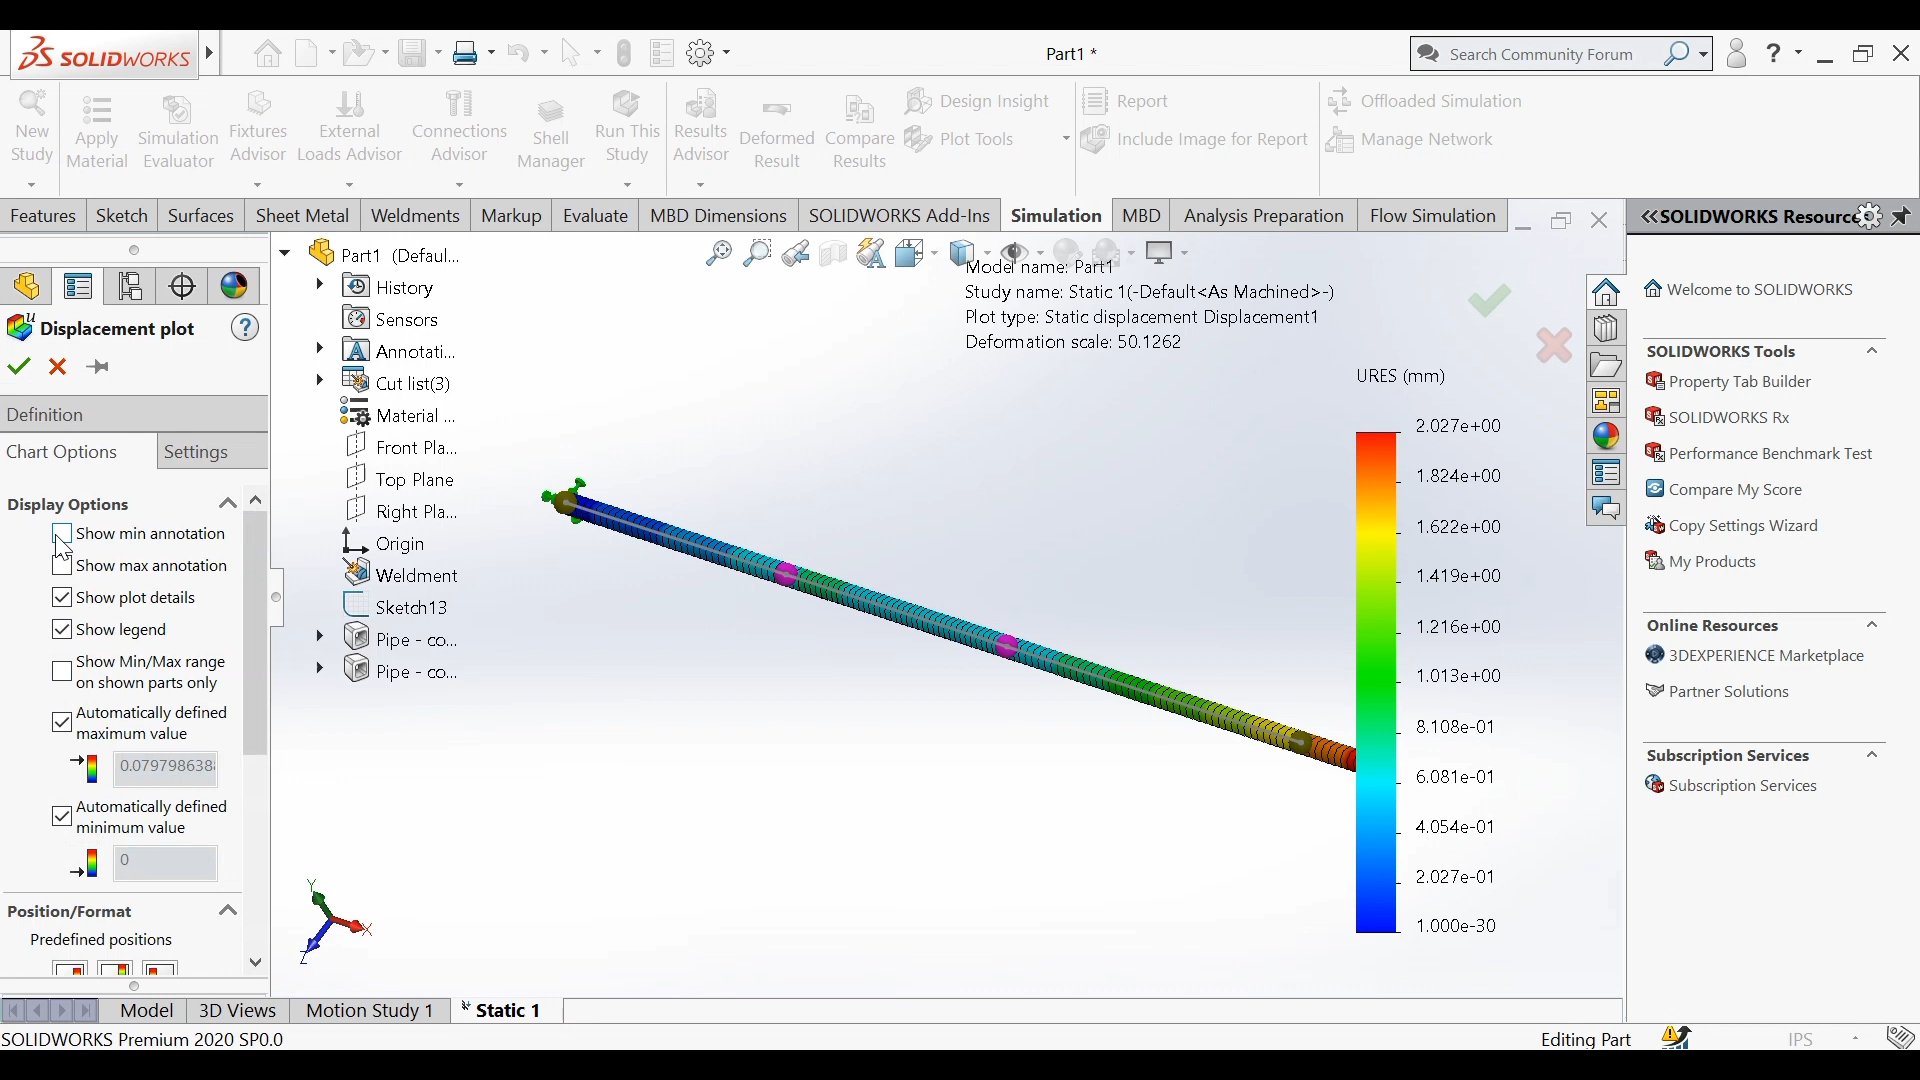 SOLIDWORKS
Part1 *
Search Community Forum
?
New
Study
Apply
Material
Simulation
Evaluator
Fixtures
Advisor
External
Loads Advisor
Connections
Advisor
Shell
Manager
Run This
Study
Results
Advisor
Deformed
Result
Compare
Results
Design Insight
Plot Tools
Report
Include Image for Report
Offloaded Simulation
Manage Network
Features
Sketch
Surfaces
Sheet Metal
Weldments
Markup
Evaluate
MBD Dimensions
SOLIDWORKS Add-Ins
Simulation
MBD
Analysis Preparation
Flow Simulation
SOLIDWORKS Resource
Displacement plot
?
Definition
Chart Options
Settings
Display Options
Show min annotation
Show max annotation
Show plot details
Show legend
Show Min/Max range
on shown parts only
Automatically defined
maximum value
0.079798638
Automatically defined
minimum value
0
Position/Format
Predefined positions
Part1 (Defaul...
History
Sensors
Annotati...
Cut list(3)
Material ...
Front Pla...
Top Plane
Right Pla...
Origin
Weldment
Sketch13
Pipe - co...
Pipe - co...
Model name: Part1
Study name: Static 1(-Default<As Machined>-)
Plot type: Static displacement Displacement1
Deformation scale: 50.1262
URES (mm)
2.027e+00
1.824e+00
1.622e+00
1.419e+00
1.216e+00
1.013e+00
8.108e-01
6.081e-01
4.054e-01
2.027e-01
1.000e-30
Y
X
Z
Welcome to SOLIDWORKS
SOLIDWORKS Tools
Property Tab Builder
SOLIDWORKS Rx
Performance Benchmark Test
Compare My Score
Copy Settings Wizard
My Products
Online Resources
3DEXPERIENCE Marketplace
Partner Solutions
Subscription Services
Subscription Services
Model
3D Views
Motion Study 1
Static 1
SOLIDWORKS Premium 2020 SP0.0
Editing Part
IPS